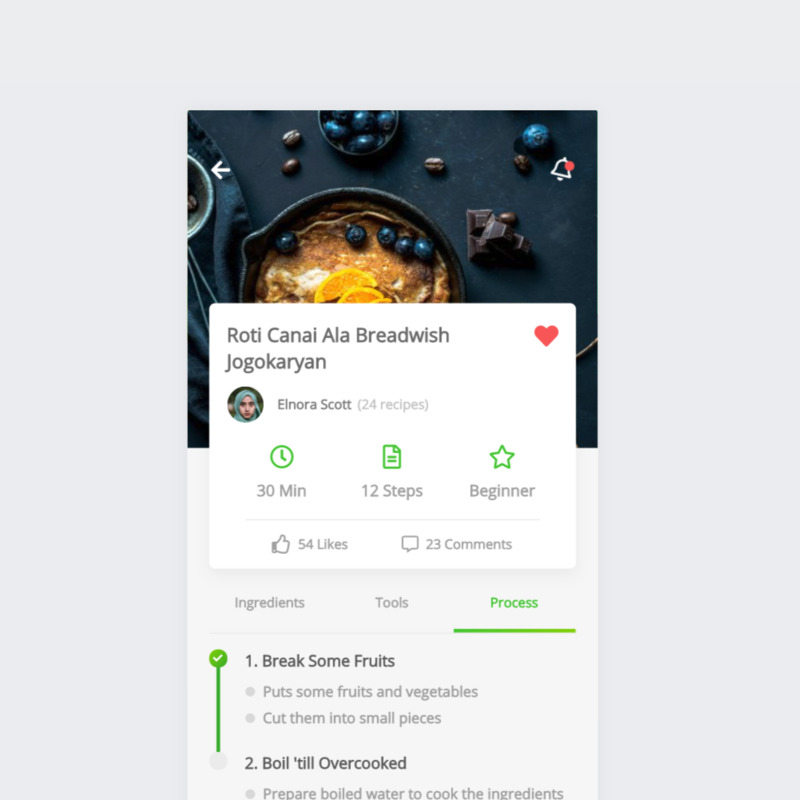 Roti Canai Ala Breadwish
Jogokaryan
Elnora Scott (24 recipes)
30 Min
12 Steps
Beginner
54 Likes
23 Comments
Ingredients
Tools
Process
1. Break Some Fruits
Puts some fruits and vegetables
Cut them into small pieces
2. Boil 'till Overcooked
Prepare boiled water to cook the ingredients